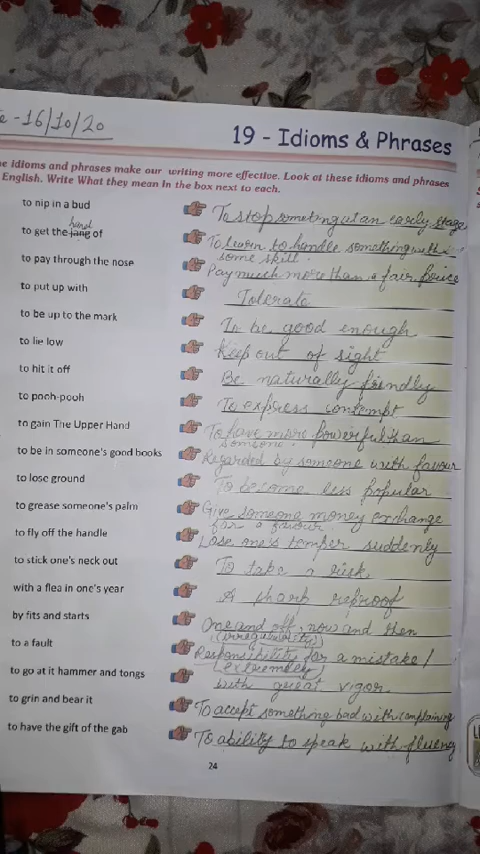 e - 16/10/20
19 - Idioms & Phrases
he idioms and phrases make our writing more effective. Look at these idioms and phrases
English. Write What they mean in the box next to each.
to nip in a bud To stop someting at an early stage
hand
to get the jang of To learn to handle something with
some skill.
to pay through the nose Pay much more than a fair price
to put up with Tolerate
to be up to the mark To be good enough
to lie low Keep out of sight
to hit it off Be naturally friendly
to pooh-pooh To express contempt
to gain The Upper Hand To have more powerful than
someone.
to be in someone's good books Regarded by someone with favour
to lose ground To become less popular
to grease someone's palm Give someone money exchange
for a favour
to fly off the handle Lose one's temper suddenly
to stick one's neck out To take a risk
with a flea in one's year A sharb reproof
by fits and starts One and off, now and then
(irregularity)
to a fault Responsibility for a mistake/
(extremley)
to go at it hammer and tongs with great vigor
to grin and bear it To accept something bad with complaining
to have the gift of the gab To ability to speak with fluency
24